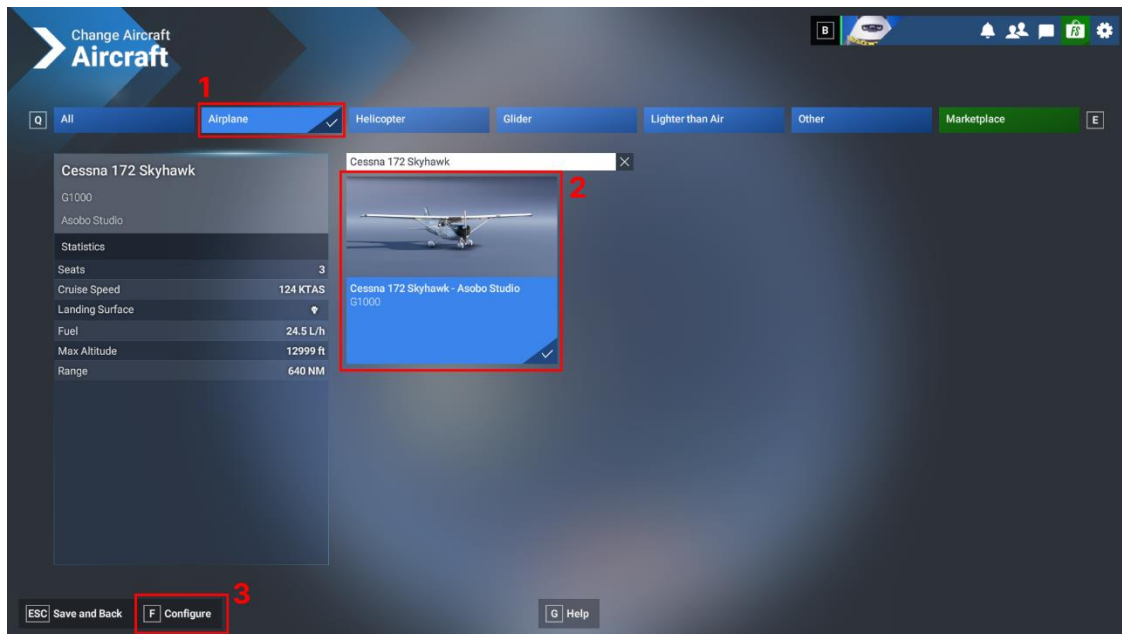 Change Aircraft
Aircraft
B
FS
1
Q
All
Airplane
Helicopter
Glider
Lighter than Air
Other
Marketplace
E
Cessna 172 Skyhawk
G1000
Asobo Studio
Statistics
Seats 3
Cruise Speed 124 KTAS
Landing Surface
Fuel 24.5 L/h
Max Altitude 12999 ft
Range 640 NM
Cessna 172 Skyhawk
2
Cessna 172 Skyhawk - Asobo Studio
G1000
3
ESC Save and Back
F Configure
G Help